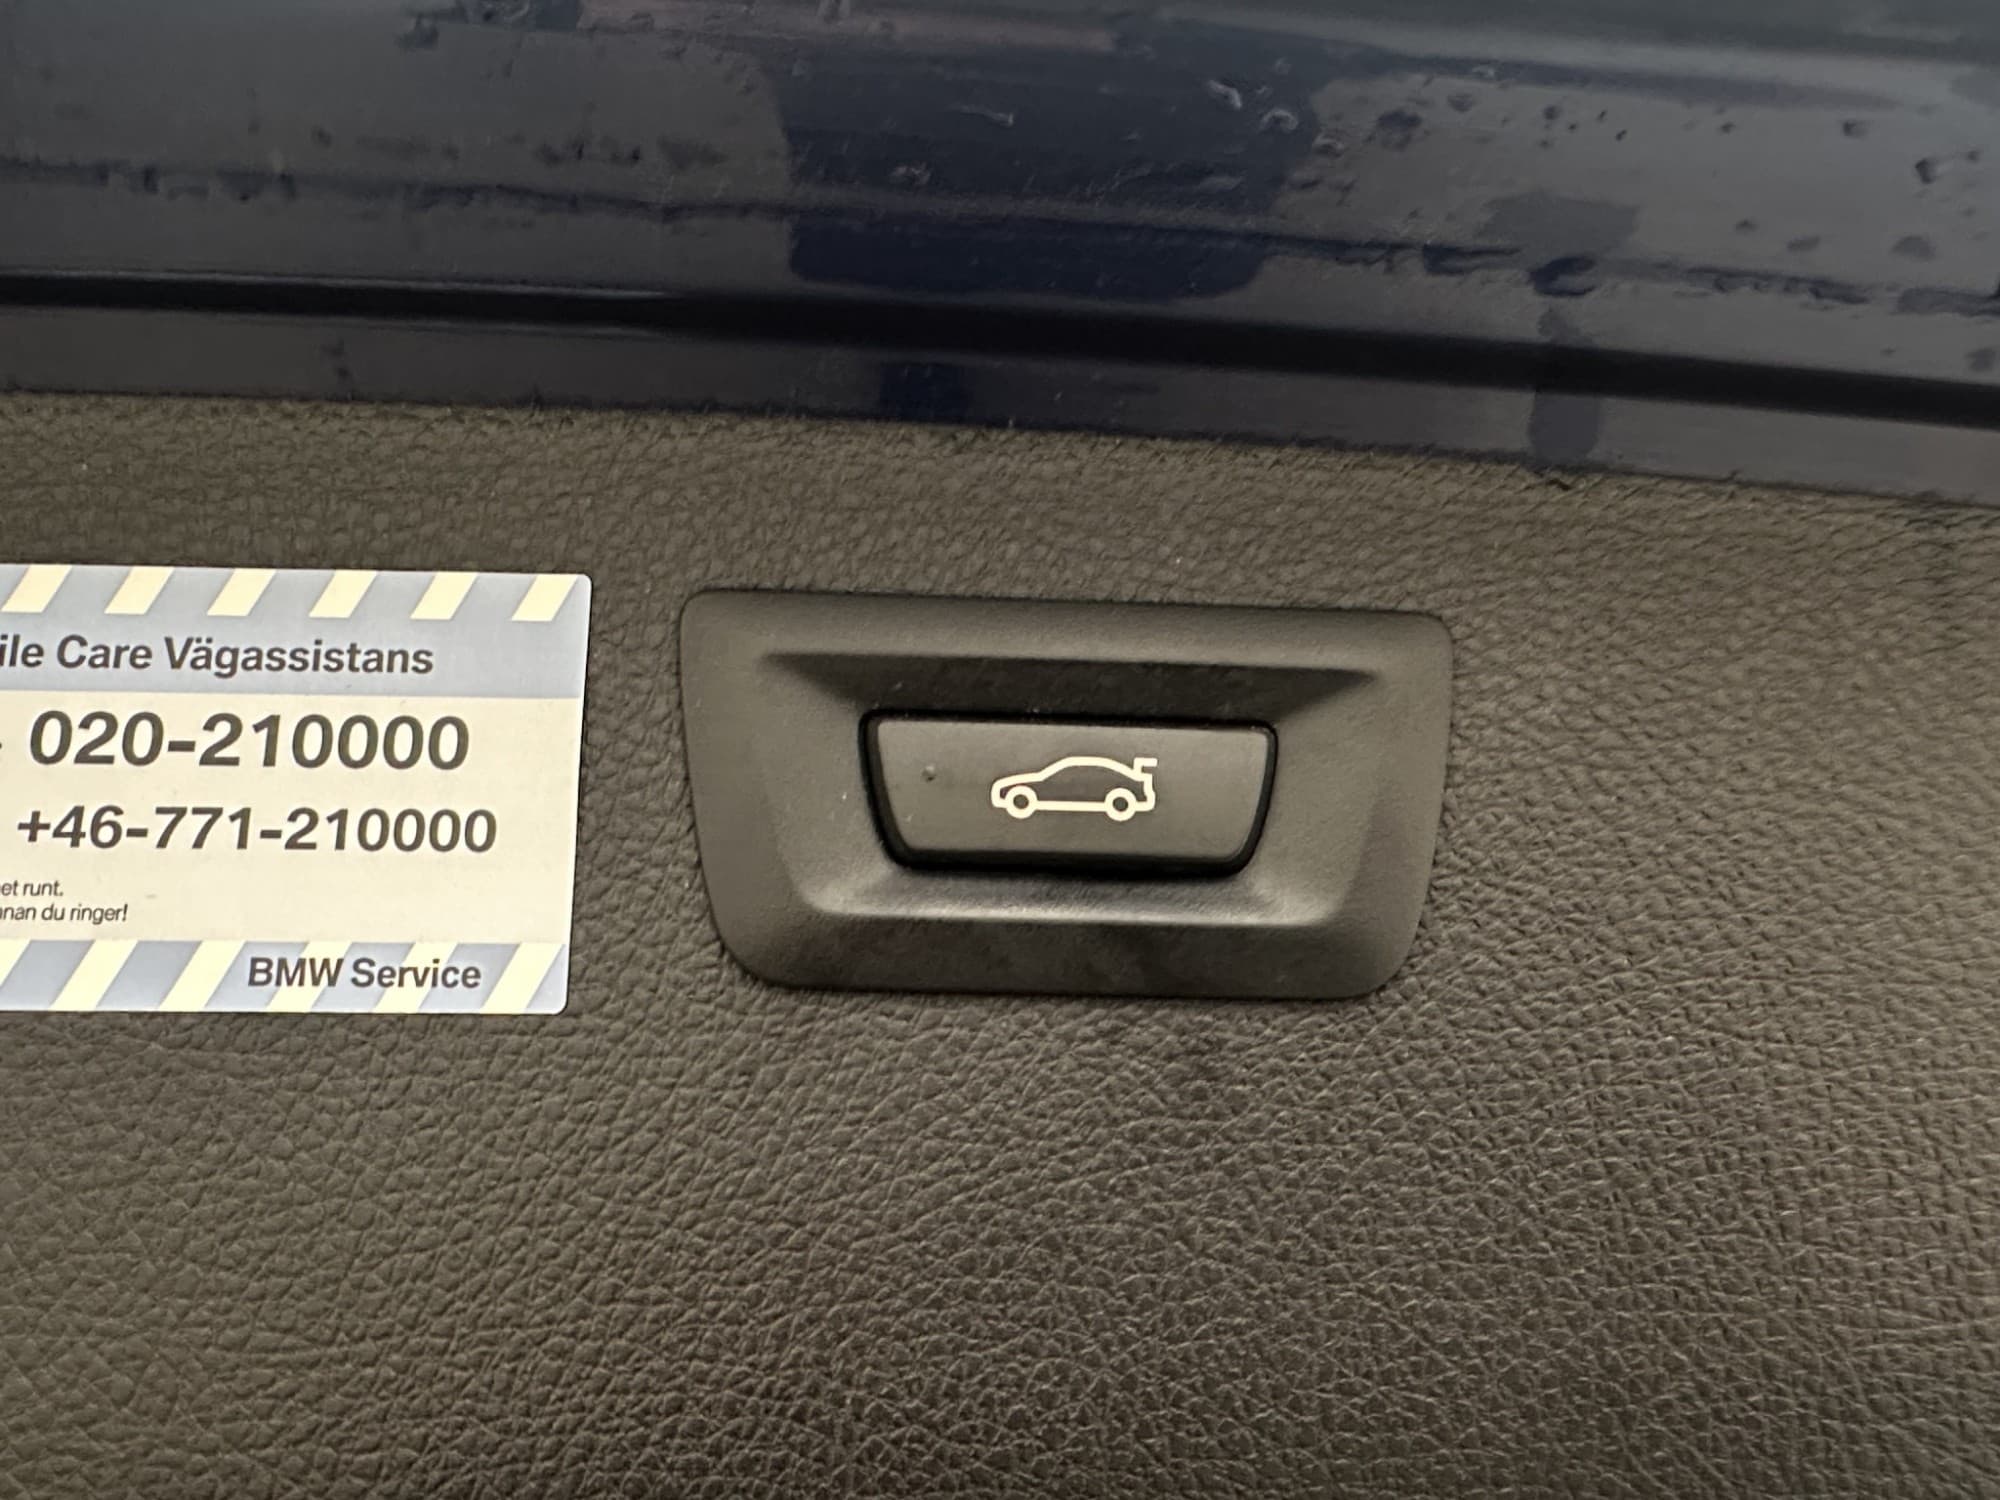 ile Care Vägassistans
020-210000
+46-771-210000
et runt.
nan du ringer!
BMW Service